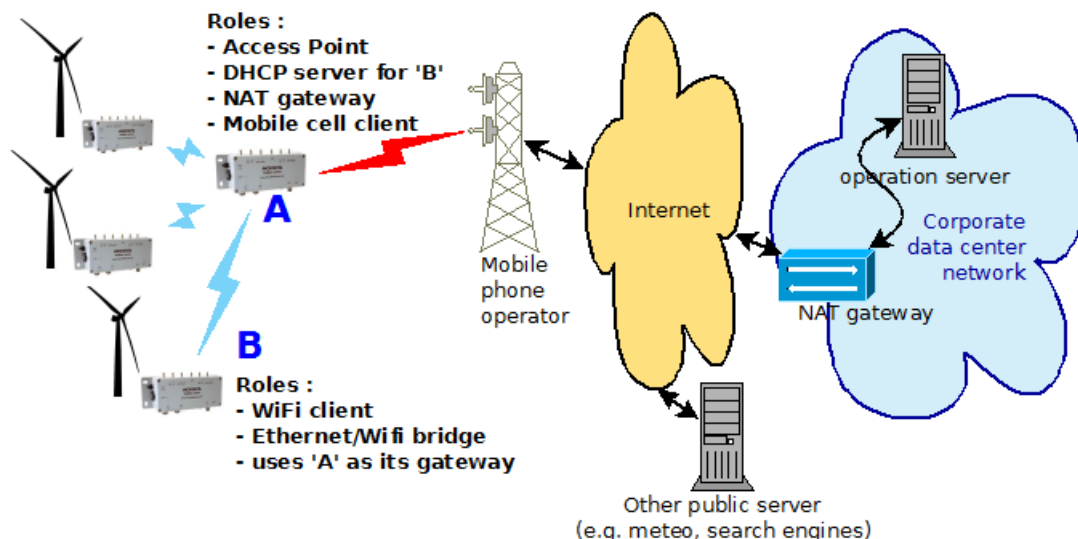 Roles :
- Access Point
- DHCP server for 'B'
- NAT gateway
- Mobile cell client
A
B
Roles :
- WiFi client
- Ethernet/Wifi bridge
- uses 'A' as its gateway
Mobile
phone
operator
Internet
operation server
Corporate
data center
network
NAT gateway
Other public server
(e.g. meteo, search engines)